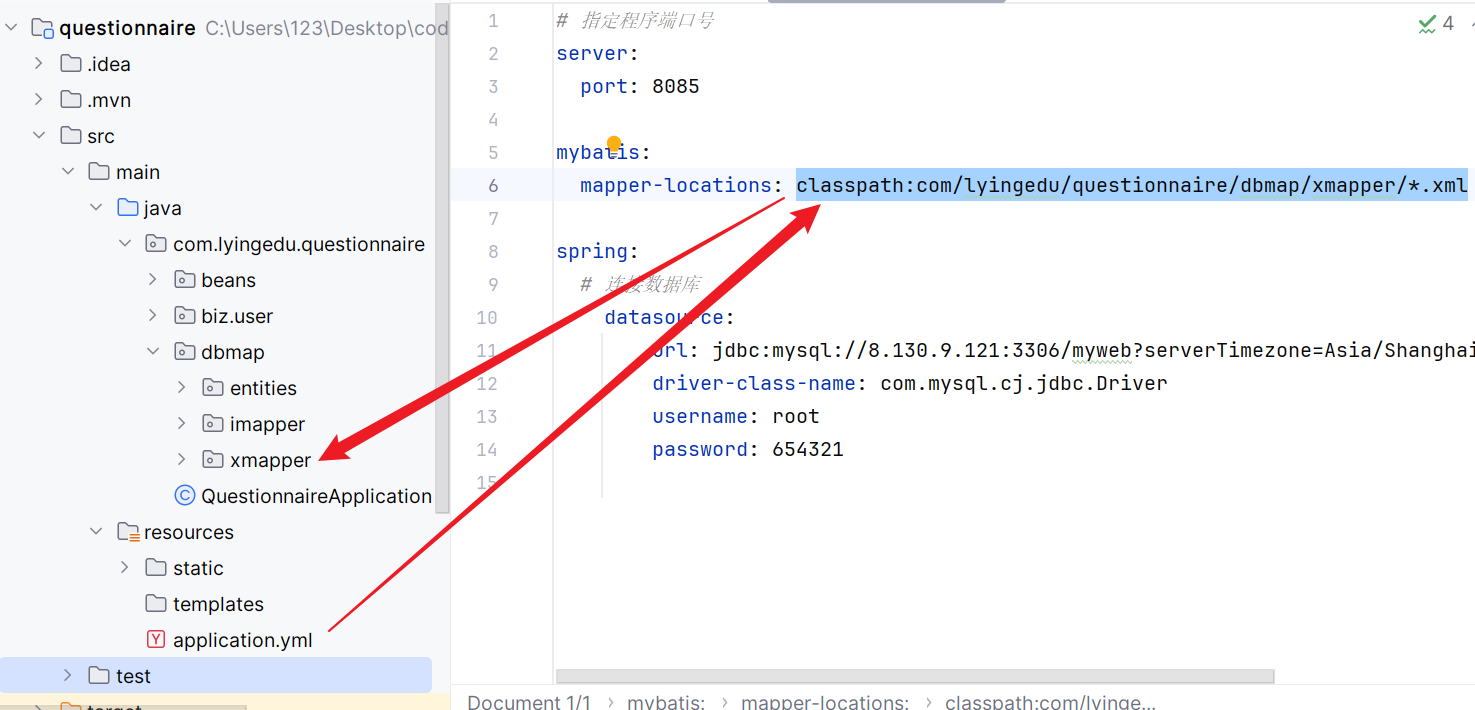 questionnaire C:\Users\123\Desktop\cod
.idea
.mvn
src
main
java
com.lyingedu.questionnaire
beans
biz.user
dbmap
entities
imapper
xmapper
QuestionnaireApplication
resources
static
templates
application.yml
test
target
4
1 # 指定程序端口号
2 server:
3 port: 8085
4
5 mybatis:
6 mapper-locations: classpath:com/lyingedu/questionnaire/dbmap/xmapper/*.xml
7
8 spring:
9 # 连接数据库
10 datasource:
11 url: jdbc:mysql://8.130.9.121:3306/myweb?serverTimezone=Asia/Shanghai
12 driver-class-name: com.mysql.cj.jdbc.Driver
13 username: root
14 password: 654321
15
Document 1/1 › mybatis: › mapper-locations: › classpath:com/lyinge...